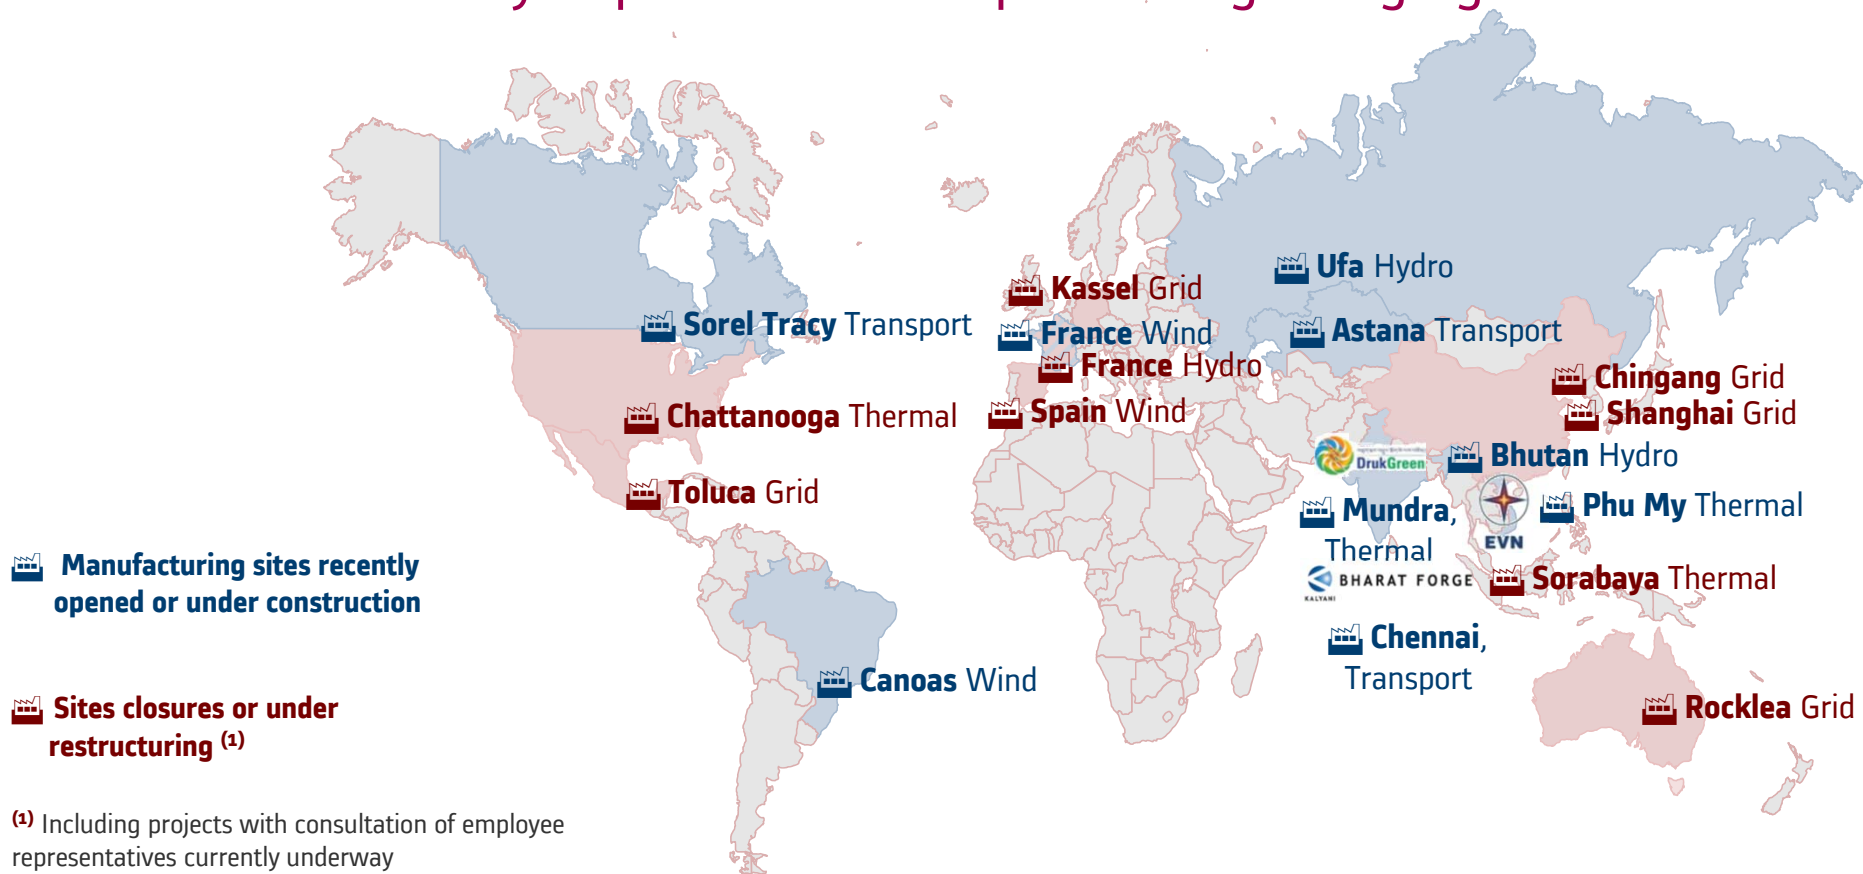 Ufa Hydro
Kassel Grid
Sorel Tracy Transport
France Wind
Astana Transport
France Hydro
Chingang Grid
Chattanooga Thermal
Spain Wind
Shanghai Grid
DrukGreen
Bhutan Hydro
Toluca Grid
Mundra,
Thermal
EVN
Phu My Thermal
KALYANI
BHARAT FORGE
Sorabaya Thermal
Manufacturing sites recently
opened or under construction
Chennai,
Transport
Canoas Wind
Rocklea Grid
Sites closures or under
restructuring (1)
(1) Including projects with consultation of employee
representatives currently underway